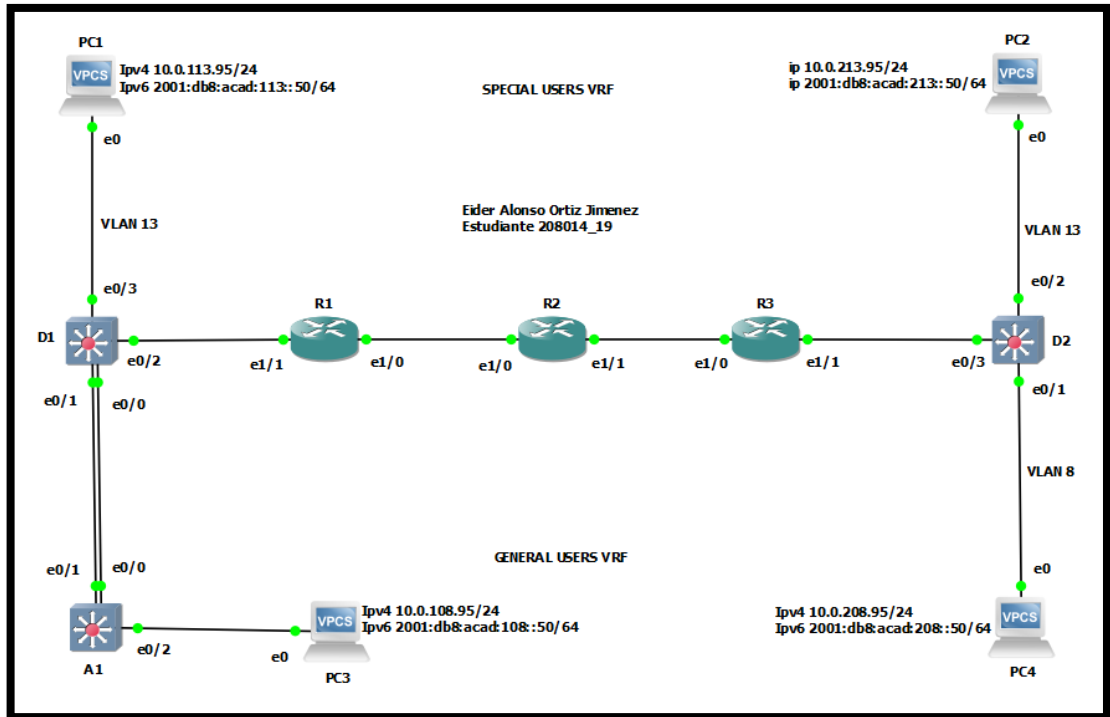 PC1
PC2
VPCS
Ipv4 10.0.113.95/24
Ipv6 2001:db8:acad:113::50/64
SPECIAL USERS VRF
ip 10.0.213.95/24
ip 2001:db8:acad:213::50/64
VPCS
e0
e0
Eider Alonso Ortiz Jimenez
Estudiante 208014_19
VLAN 13
VLAN 13
e0/3
e0/2
R1
R2
R3
D1
D2
e0/2
e1/1
e1/0
e1/0
e1/1
e1/0
e1/1
e0/3
e0/1
e0/0
e0/1
VLAN 8
GENERAL USERS VRF
e0/1
e0/0
e0
VPCS
Ipv4 10.0.108.95/24
Ipv6 2001:db8:acad:108::50/64
Ipv4 10.0.208.95/24
Ipv6 2001:db8:acad:208::50/64
VPCS
e0/2
e0
A1
PC3
PC4